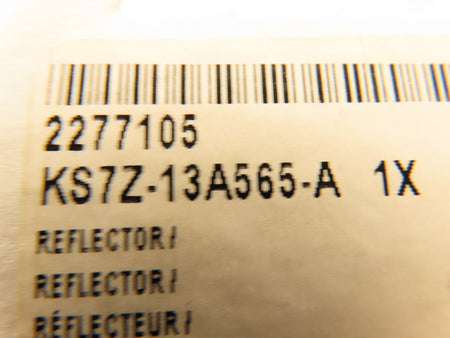 2277105
KS7Z-13A565-A 1X
REFLECTOR/
REFLECTOR/
RÉFLECTEUR/